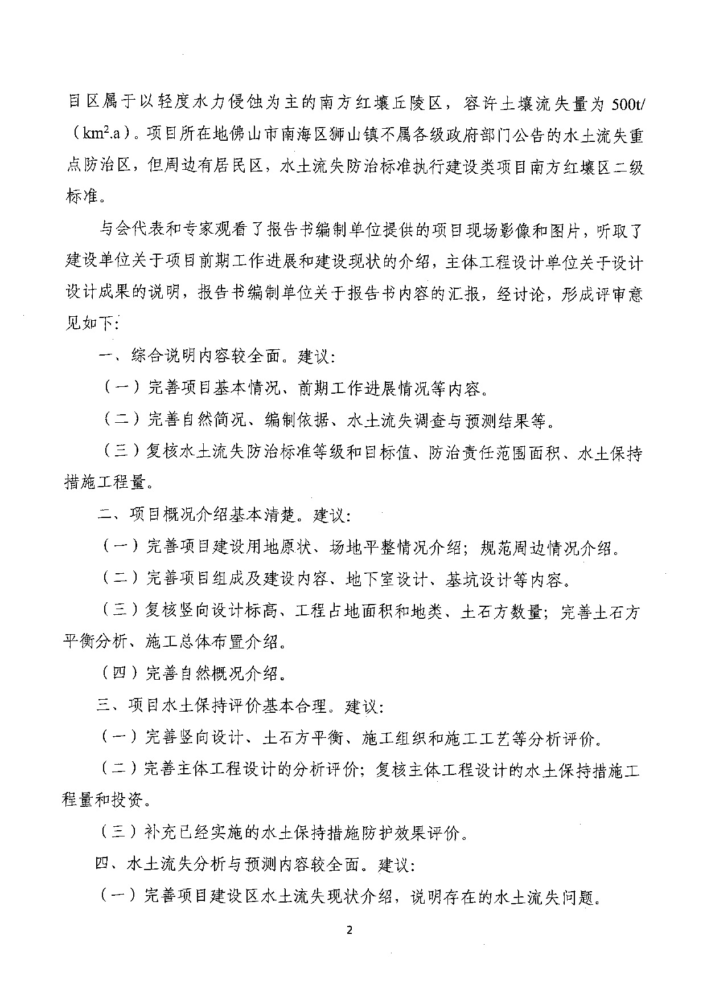 目区属于以轻度水力侵蚀为主的南方红壤丘陵区，容许土壤流失量为 500t/
（km².a）。项目所在地佛山市南海区狮山镇不属各级政府部门公告的水土流失重
点防治区，但周边有居民区，水土流失防治标准执行建设类项目南方红壤区二级
标准。
与会代表和专家观看了报告书编制单位提供的项目现场影像和图片，听取了
建设单位关于项目前期工作进展和建设现状的介绍，主体工程设计单位关于设计
设计成果的说明，报告书编制单位关于报告书内容的汇报，经讨论，形成评审意
见如下：
一、综合说明内容较全面。建议：
（一）完善项目基本情况、前期工作进展情况等内容。
（二）完善自然简况、编制依据、水土流失调查与预测结果等。
（三）复核水土流失防治标准等级和目标值、防治责任范围面积、水土保持
措施工程量。
二、项目概况介绍基本清楚。建议：
（一）完善项目建设用地原状、场地平整情况介绍；规范周边情况介绍。
（二）完善项目组成及建设内容、地下室设计、基坑设计等内容。
（三）复核竖向设计标高、工程占地面积和地类、土石方数量；完善土石方
平衡分析、施工总体布置介绍。
（四）完善自然概况介绍。
三、项目水土保持评价基本合理。建议：
（一）完善竖向设计、土石方平衡、施工组织和施工工艺等分析评价。
（二）完善主体工程设计的分析评价；复核主体工程设计的水土保持措施工
程量和投资。
（三）补充已经实施的水土保持措施防护效果评价。
四、水土流失分析与预测内容较全面。建议：
（一）完善项目建设区水土流失现状介绍，说明存在的水土流失问题。
2